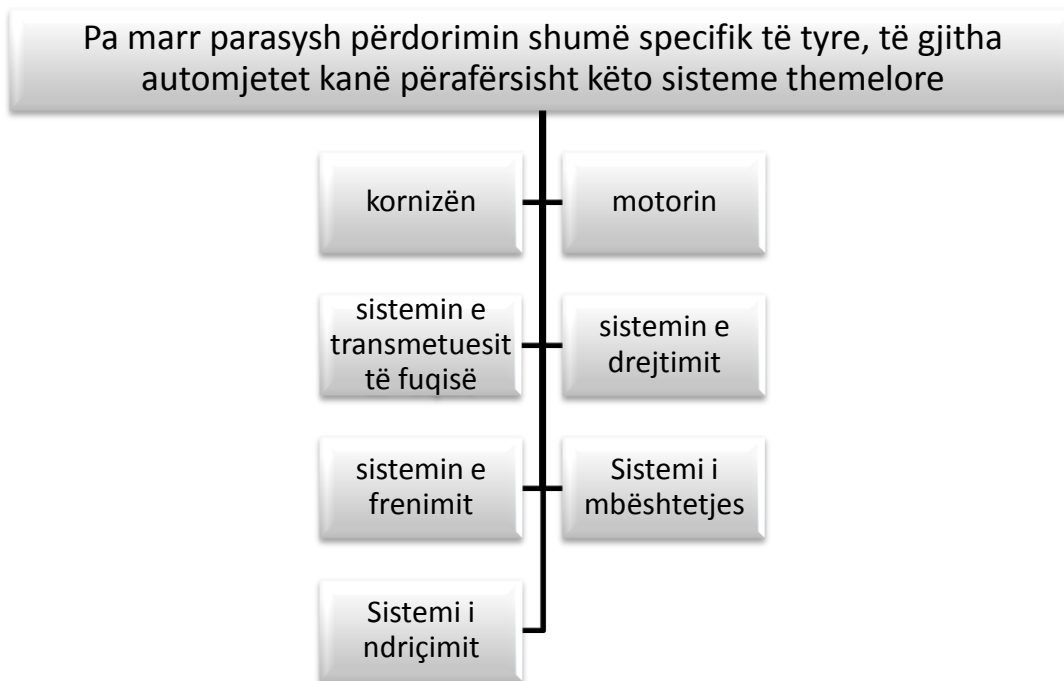 Pa marr parasysh përdorimin shumë specifik të tyre, të gjitha
automjetet kanë përafërsisht këto sisteme themelore
kornizën
motorin
sistemin e
transmetuesit
të fuqisë
sistemin e
drejtimit
sistemin e
frenimit
Sistemi i
mbështetjes
Sistemi i
ndriçimit